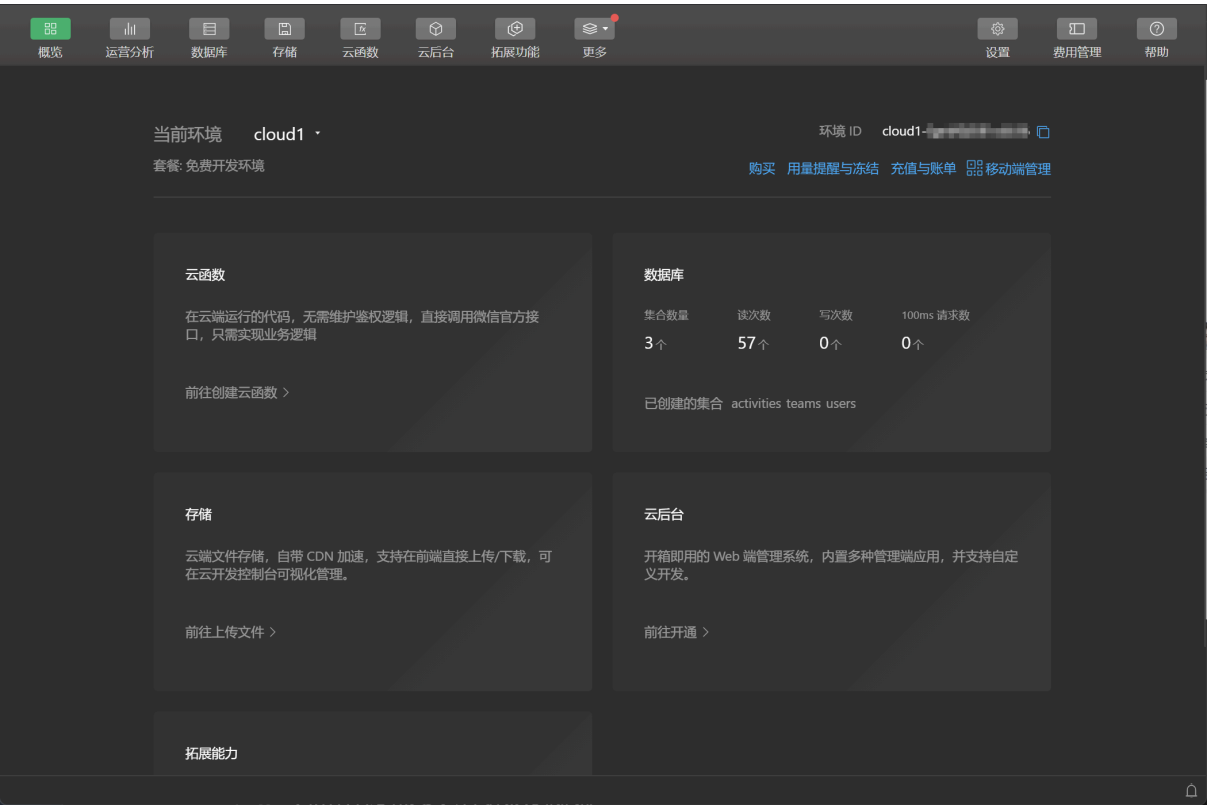 概览
运营分析
数据库
存储
云函数
云后台
拓展功能
更多
设置
费用管理
帮助
当前环境 cloud1
环境 ID cloud1-
套餐: 免费开发环境
购买 用量提醒与冻结 充值与账单 移动端管理
云函数
在云端运行的代码，无需维护鉴权逻辑，直接调用微信官方接
口，只需实现业务逻辑
前往创建云函数 >
数据库
集合数量 读次数 写次数 100ms 请求数
3个 57个 0个 0个
已创建的集合 activities teams users
存储
云端文件存储，自带 CDN 加速，支持在前端直接上传/下载，可
在云开发控制台可视化管理。
前往上传文件 >
云后台
开箱即用的 Web 端管理系统，内置多种管理端应用，并支持自定
义开发。
前往开通 >
拓展能力